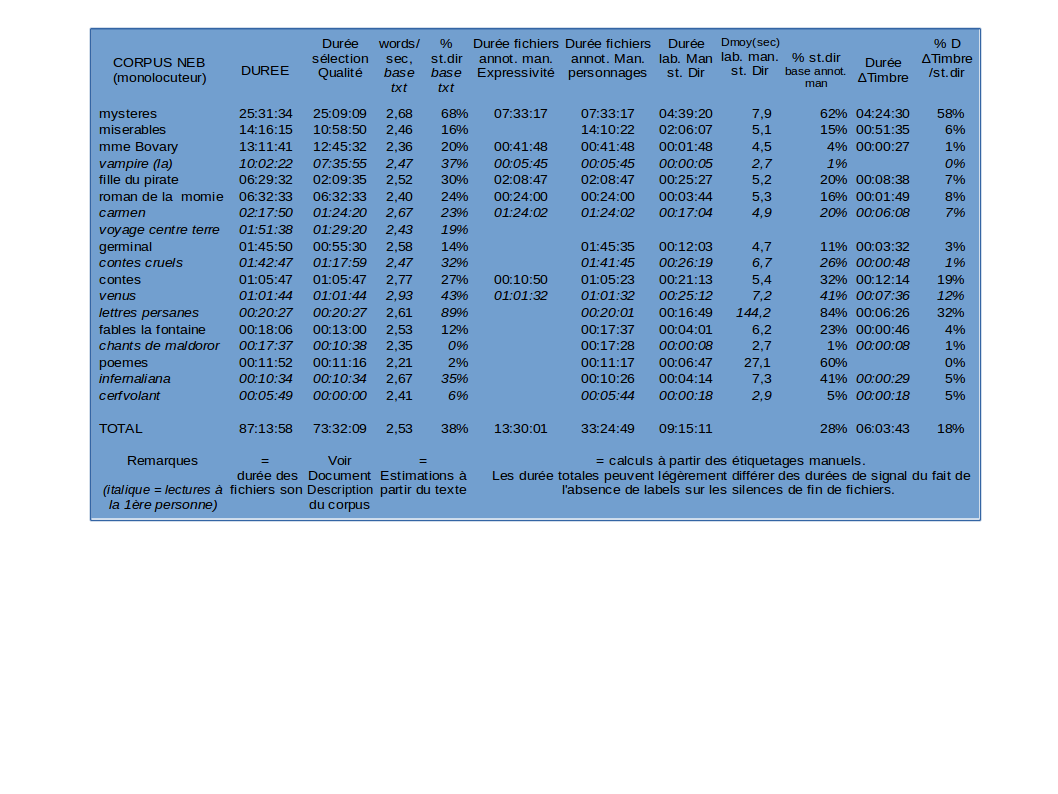 CORPUS NEB (monolocuteur) DUREE Durée sélection Qualité words/ sec, base txt % st.dir base txt Durée fichiers annot. man. Expressivité Durée fichiers annot. Man. personnages Durée lab. Man st. Dir Dmoy(sec) lab. man. st. Dir % st.dir base annot. man Durée ΔTimbre % D ΔTimbre /st.dir
mysteres 25:31:34 25:09:09 2,68 68% 07:33:17 07:33:17 04:39:20 7,9 62% 04:24:30 58%
miserables 14:16:15 10:58:50 2,46 16% 14:10:22 02:06:07 5,1 15% 00:51:35 6%
mme Bovary 13:11:41 12:45:32 2,36 20% 00:41:48 00:41:48 00:01:48 4,5 4% 00:00:27 1%
vampire (la) 10:02:22 07:35:55 2,47 37% 00:05:45 00:05:45 00:00:05 2,7 1% 0%
fille du pirate 06:29:32 02:09:35 2,52 30% 02:08:47 02:08:47 00:25:27 5,2 20% 00:08:38 7%
roman de la momie 06:32:33 06:32:33 2,40 24% 00:24:00 00:24:00 00:03:44 5,3 16% 00:01:49 8%
carmen 02:17:50 01:24:20 2,67 23% 01:24:02 01:24:02 00:17:04 4,9 20% 00:06:08 7%
voyage centre terre 01:51:38 01:29:20 2,43 19%
germinal 01:45:50 00:55:30 2,58 14% 01:45:35 00:12:03 4,7 11% 00:03:32 3%
contes cruels 01:42:47 01:17:59 2,47 32% 01:41:45 00:26:19 6,7 26% 00:00:48 1%
contes 01:05:47 01:05:47 2,77 27% 00:10:50 01:05:23 00:21:13 5,4 32% 00:12:14 19%
venus 01:01:44 01:01:44 2,93 43% 01:01:32 01:01:32 00:25:12 7,2 41% 00:07:36 12%
lettres persanes 00:20:27 00:20:27 2,61 89% 00:20:01 00:16:49 144,2 84% 00:06:26 32%
fables la fontaine 00:18:06 00:13:00 2,53 12% 00:17:37 00:04:01 6,2 23% 00:00:46 4%
chants de maldoror 00:17:37 00:10:38 2,35 0% 00:17:28 00:00:08 2,7 1% 00:00:08 1%
poemes 00:11:52 00:11:16 2,21 2% 00:11:17 00:06:47 27,1 60% 0%
infernaliana 00:10:34 00:10:34 2,67 35% 00:10:26 00:04:14 7,3 41% 00:00:29 5%
cerfvolant 00:05:49 00:00:00 2,41 6% 00:05:44 00:00:18 2,9 5% 00:00:18 5%
TOTAL 87:13:58 73:32:09 2,53 38% 13:30:01 33:24:49 09:15:11 28% 06:03:43 18%
Remarques = Voir = = calculs à partir des étiquetages manuels.
durée des Document Estimations à Les durée totales peuvent légèrement différer des durées de signal du fait de
(italique = lectures à fichiers son Description partir du texte l'absence de labels sur les silences de fin de fichiers.
la 1ère personne) du corpus